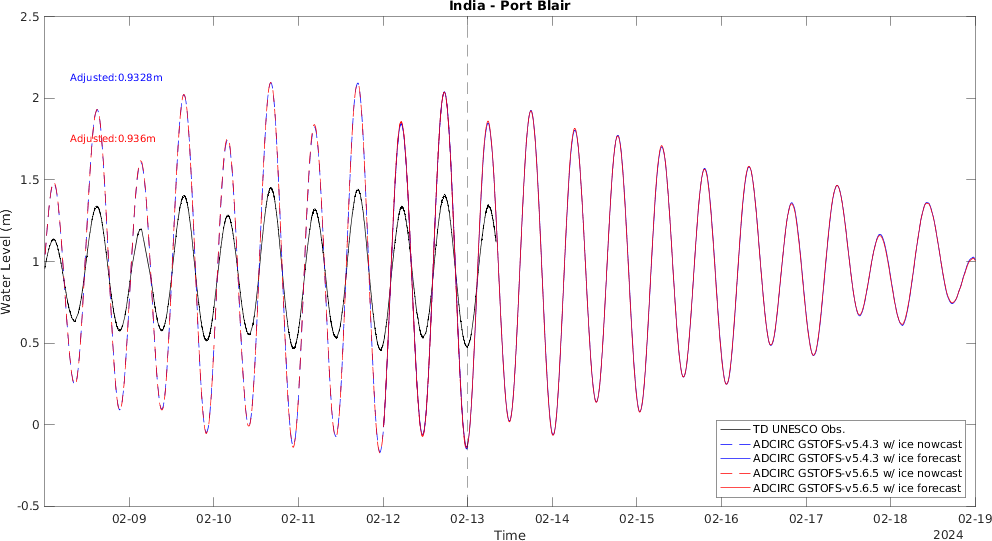 India - Port Blair
2.5
2
1.5
1
0.5
0
-0.5
Water Level (m)
Adjusted:0.9328m
Adjusted:0.936m
TD UNESCO Obs.
ADCIRC GSTOFS-v5.4.3 w/ ice nowcast
ADCIRC GSTOFS-v5.4.3 w/ ice forecast
ADCIRC GSTOFS-v5.6.5 w/ ice nowcast
ADCIRC GSTOFS-v5.6.5 w/ ice forecast
02-09 02-10 02-11 02-12 02-13 02-14 02-15 02-16 02-17 02-18 02-19
Time
2024